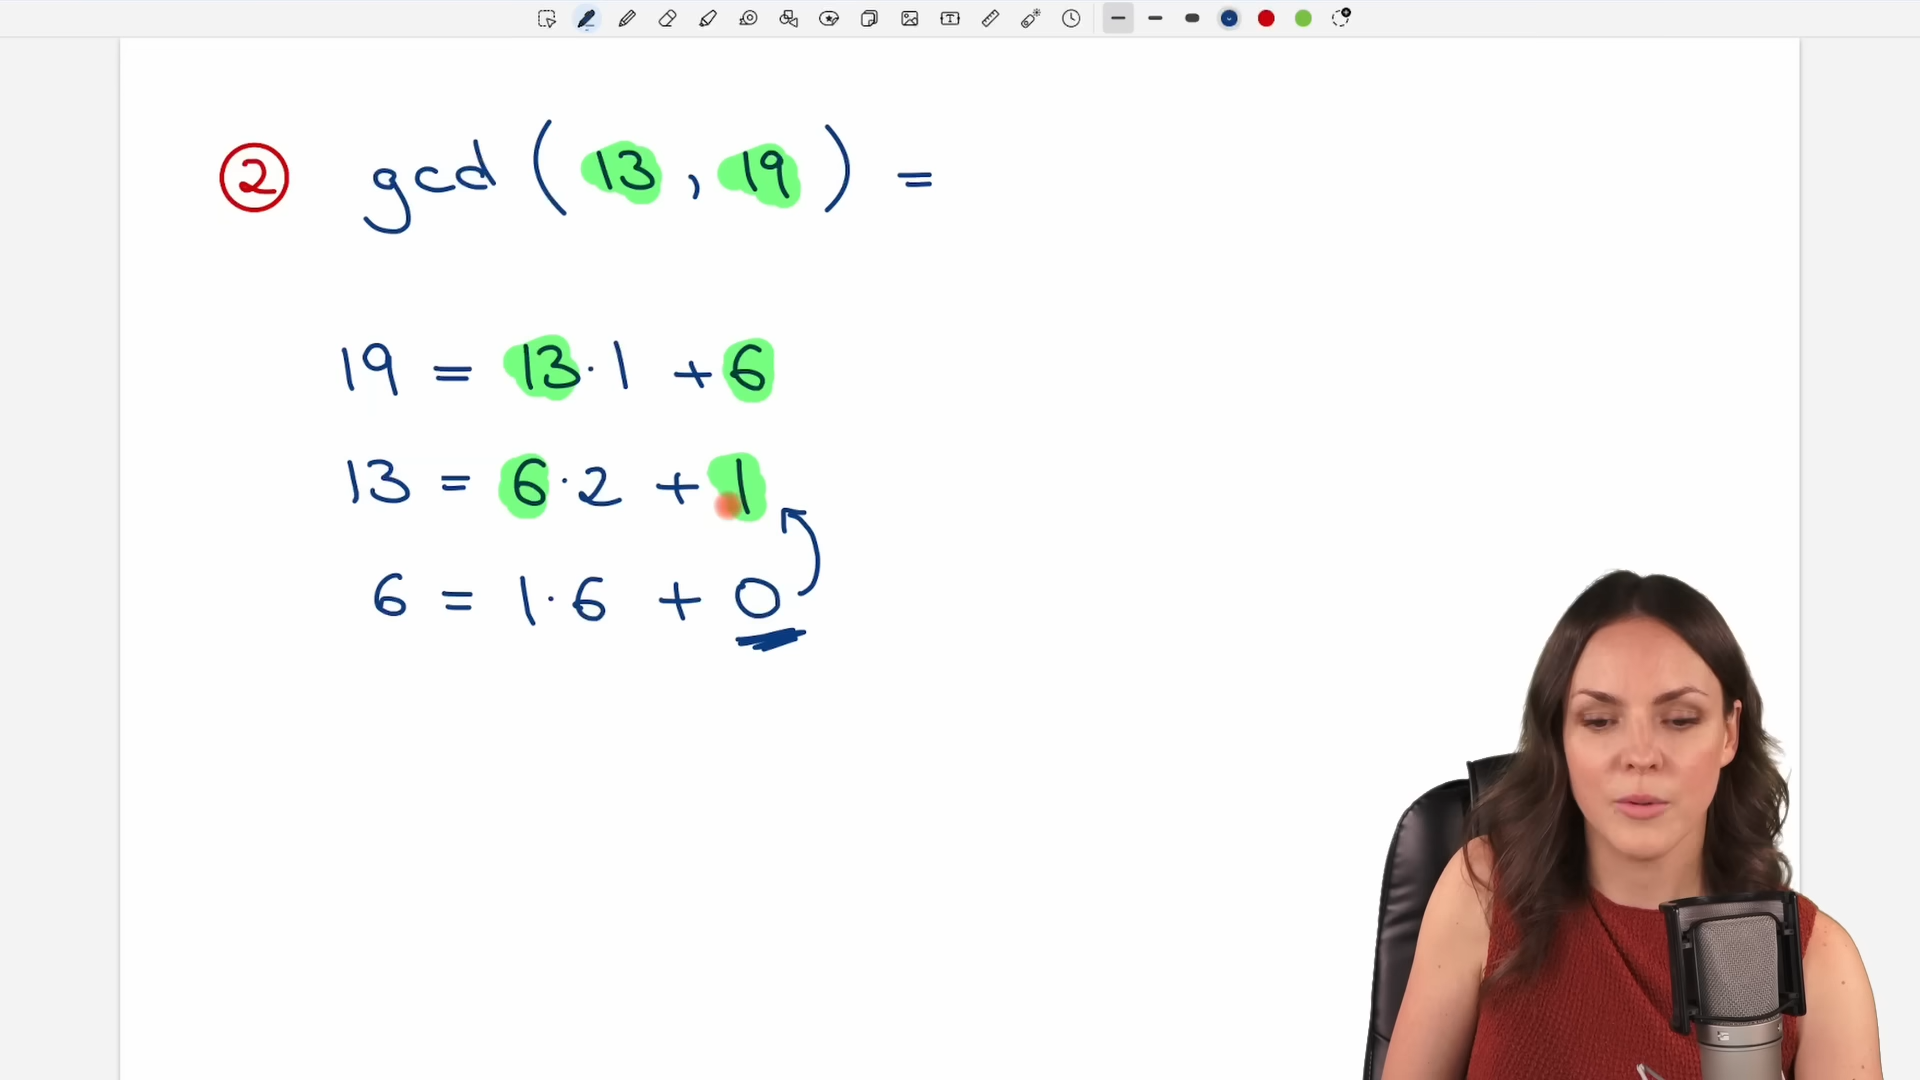 ② gcd ( 13 , 19 ) =
19 = 13 · 1 + 6
13 = 6 · 2 + 1
6 = 1 · 6 + 0